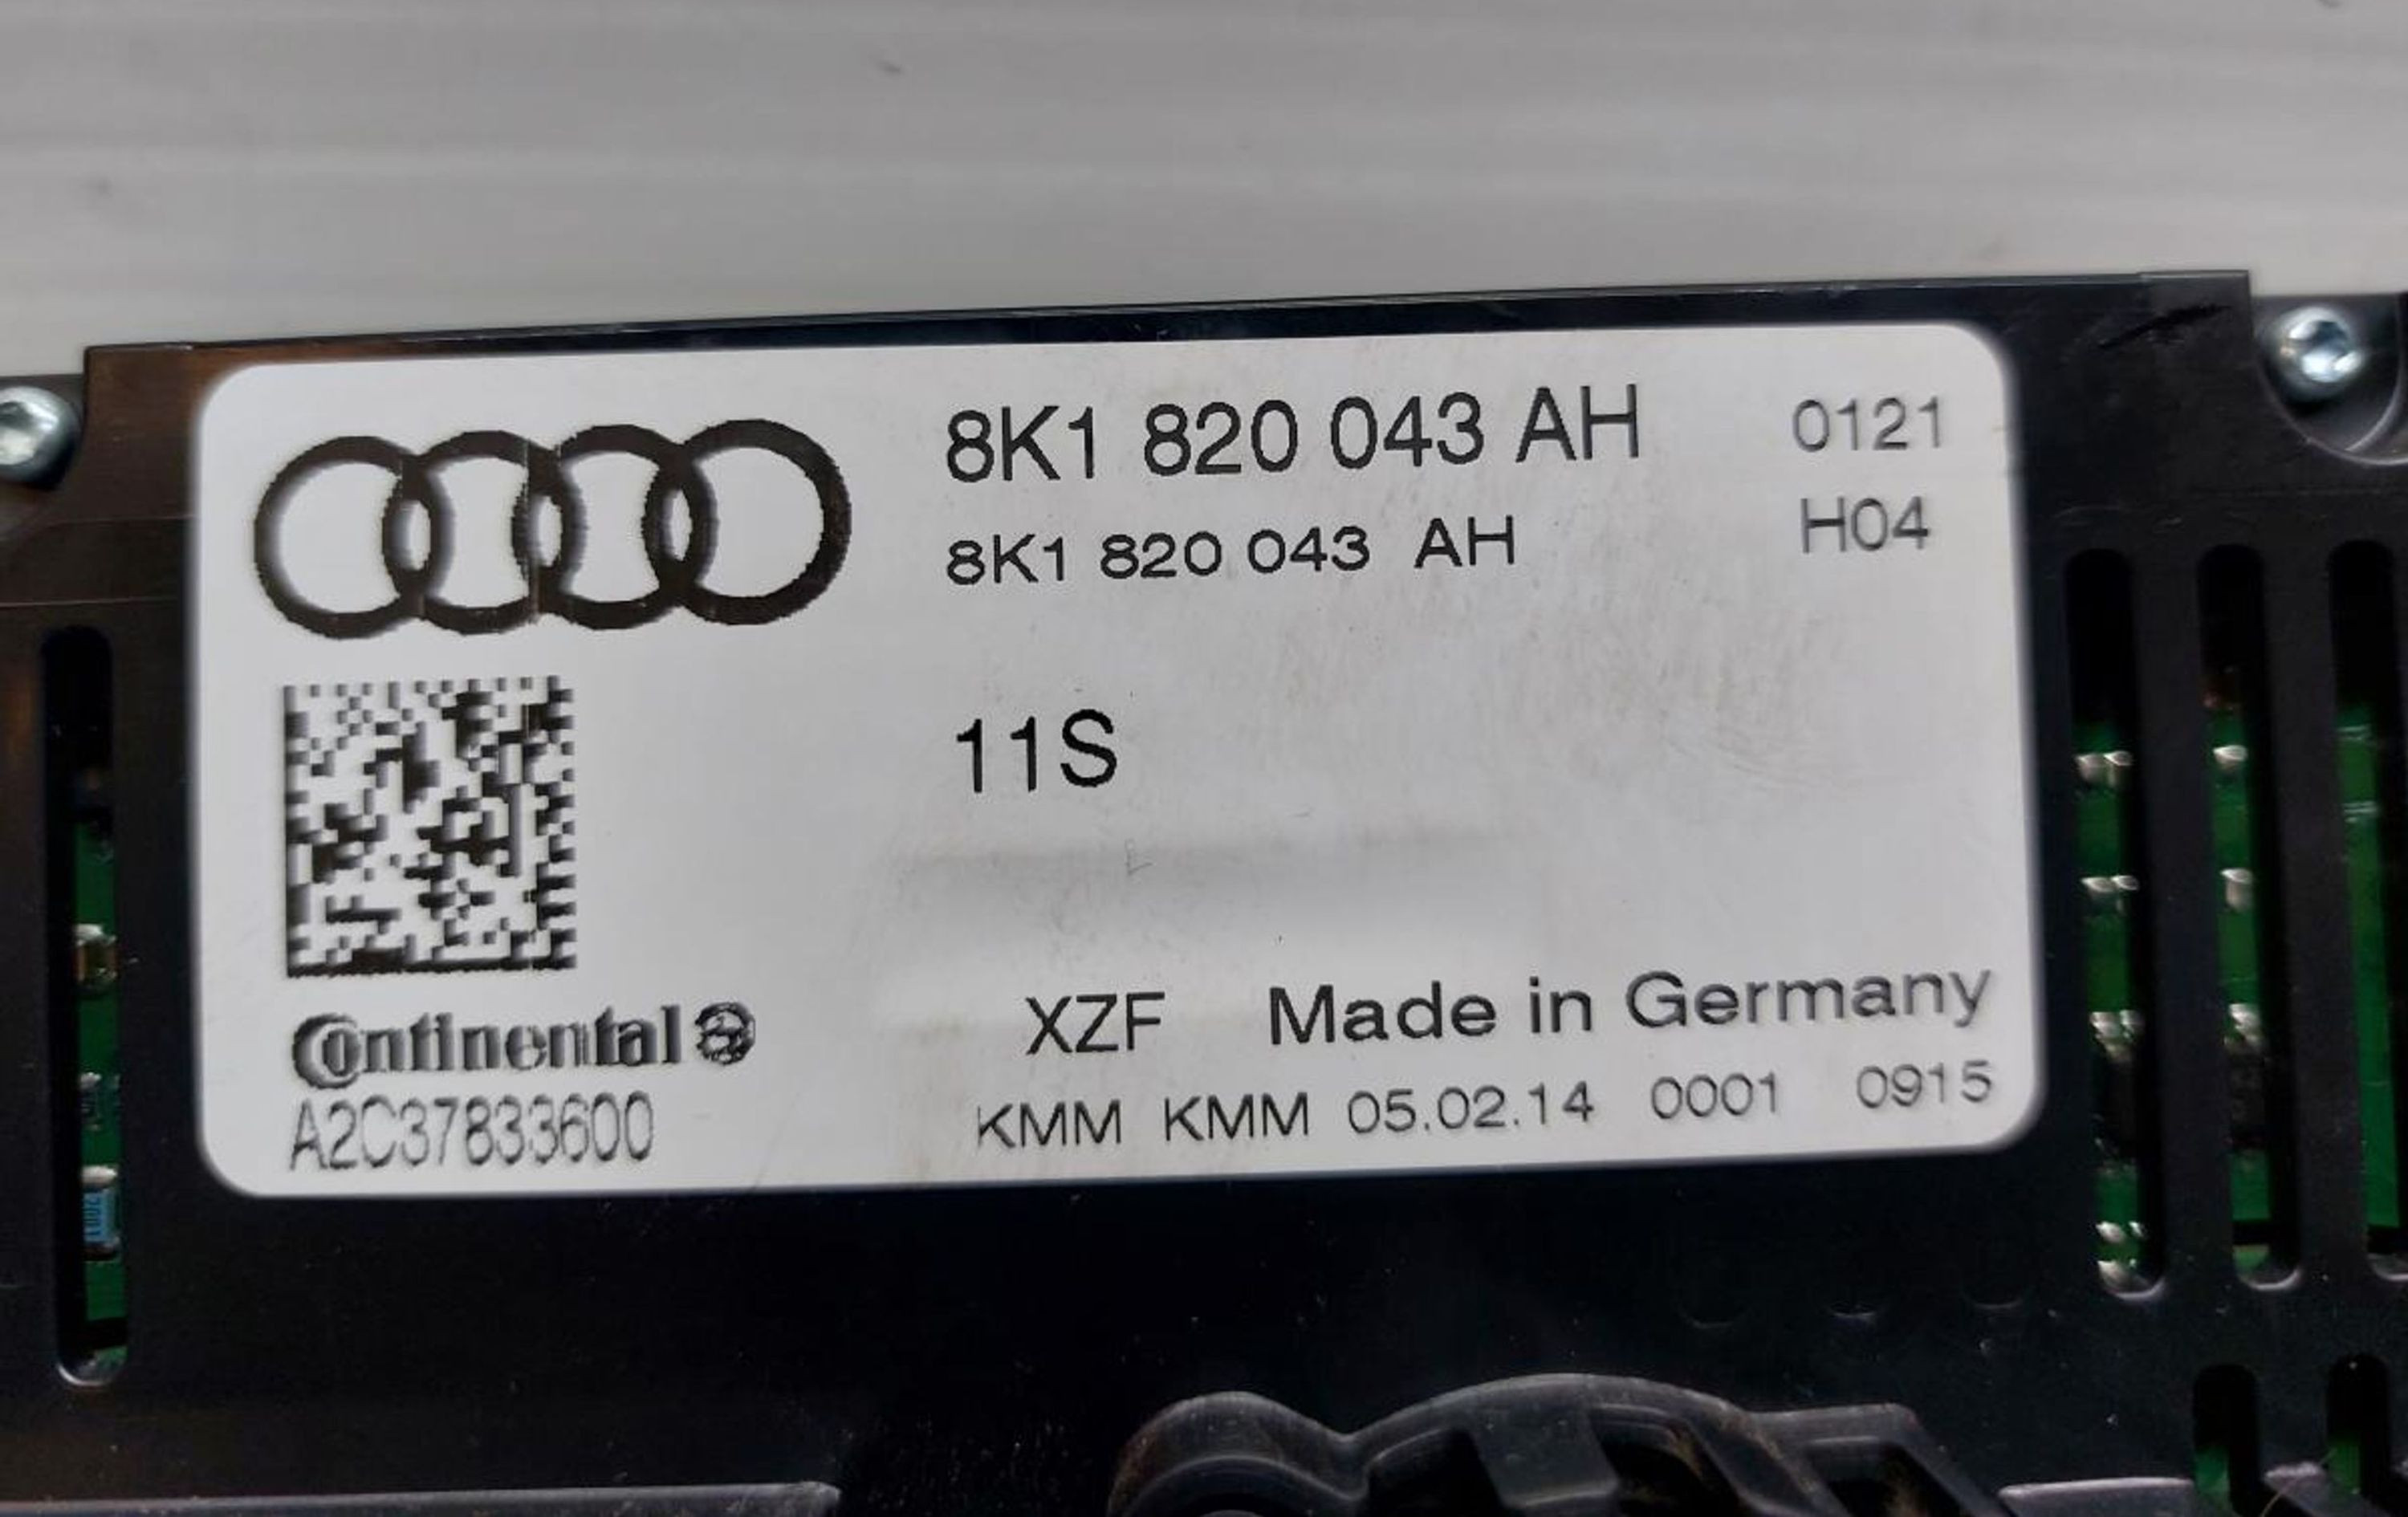 8K1 820 043 AH 0121
8K1 820 043 AH H04
11S
Continental
A2C37833600
XZF Made in Germany
KMM KMM 05.02.14 0001 0915